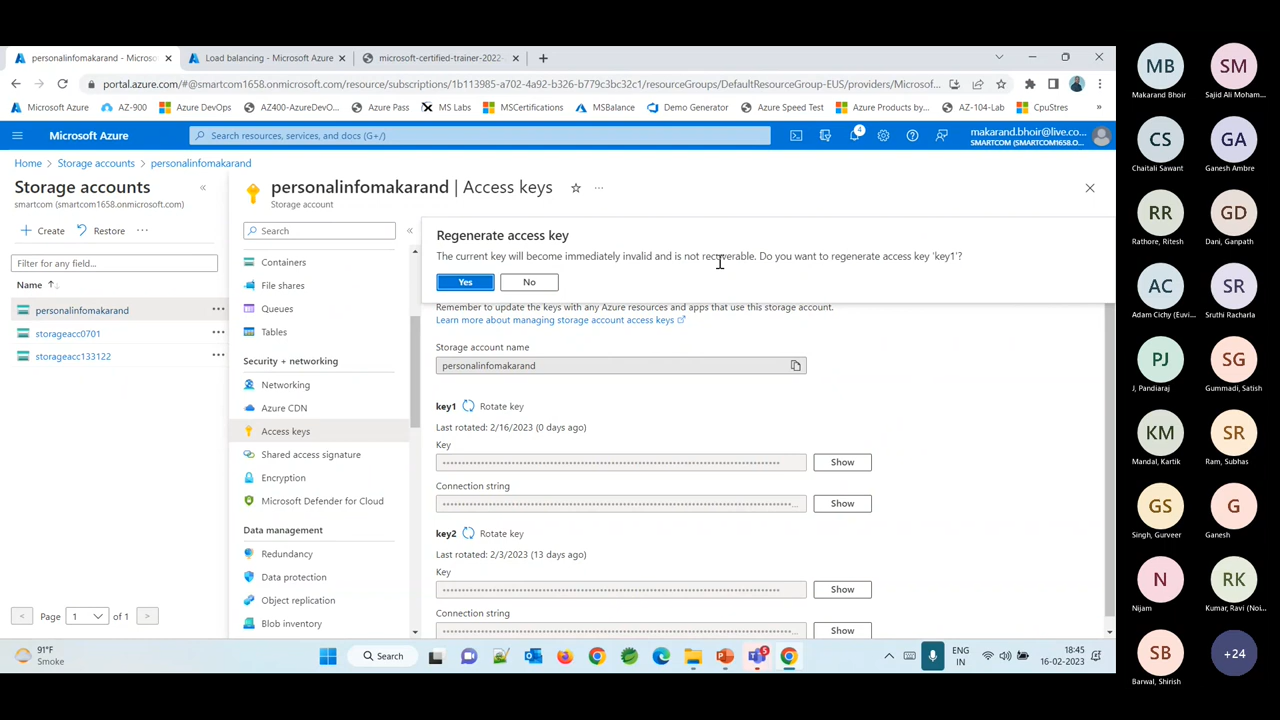 personalinfomakarand - Microso
Load balancing - Microsoft Azure
microsoft-certified-trainer-2022-
portal.azure.com/#@smartcom1658.onmicrosoft.com/resource/subscriptions/1b113985-a702-4a92-b326-b779c3bc32c1/resourceGroups/DefaultResourceGroup-EUS/providers/Microsof...
Microsoft Azure
AZ-900
Azure DevOps
AZ400-AzureDevO...
Azure Pass
MS Labs
MSCertifications
MSBalance
Demo Generator
Azure Speed Test
Azure Products by...
AZ-104-Lab
CpuStres
»
Microsoft Azure
Search resources, services, and docs (G+/)
4
makarand.bhoir@live.co...
SMARTCOM (SMARTCOM1658.O...
Home > Storage accounts > personalinfomakarand
Storage accounts
smartcom (smartcom1658.onmicrosoft.com)
+ Create
Restore
...
Filter for any field...
Name ↑↓
personalinfomakarand
...
storageacc0701
...
storageacc133122
...
< Page 1 of 1 >
personalinfomakarand | Access keys
...
Storage account
Search
Containers
File shares
Queues
Tables
Security + networking
Networking
Azure CDN
Access keys
Shared access signature
Encryption
Microsoft Defender for Cloud
Data management
Redundancy
Data protection
Object replication
Blob inventory
Regenerate access key
The current key will become immediately invalid and is not recoverable. Do you want to regenerate access key 'key1'?
Yes
No
Remember to update the keys with any Azure resources and apps that use this storage account.
Learn more about managing storage account access keys
Storage account name
personalinfomakarand
key1
Rotate key
Last rotated: 2/16/2023 (0 days ago)
Key
Show
Connection string
Show
key2
Rotate key
Last rotated: 2/3/2023 (13 days ago)
Key
Show
Connection string
Show
91°F
Smoke
Search
5
ENG
IN
18:45
16-02-2023
MB
Makarand Bhoir
SM
Sajid Ali Moham...
CS
Chaitali Sawant
GA
Ganesh Ambre
RR
Rathore, Ritesh
GD
Dani, Ganpath
AC
Adam Cichy (Euvi...
SR
Sruthi Racharla
PJ
J, Pandiaraj
SG
Gummadi, Satish
KM
Mandal, Kartik
SR
Ram, Subhas
GS
Singh, Gurveer
G
Ganesh
N
Nijam
RK
Kumar, Ravi (Noi...
SB
Barwal, Shirish
+24